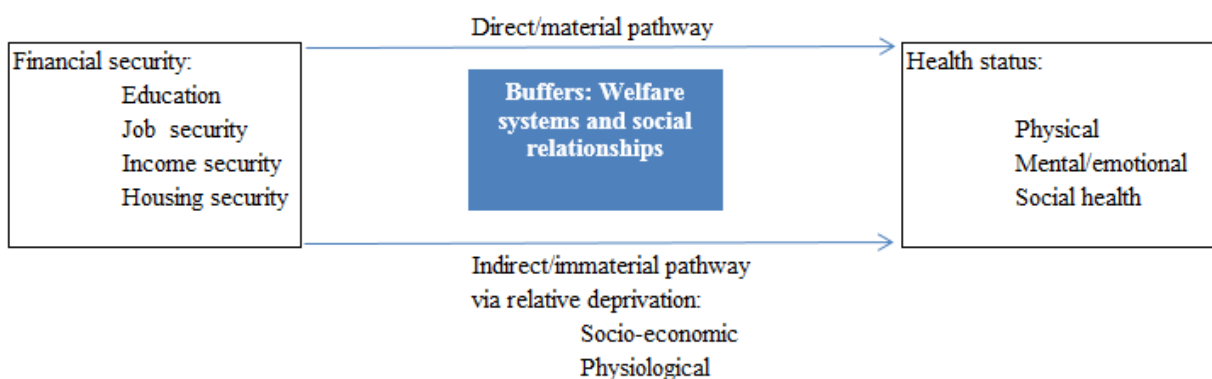 Direct/material pathway
Financial security:
Education
Job security
Income security
Housing security
Buffers: Welfare
systems and social
relationships
Health status:
Physical
Mental/emotional
Social health
Indirect/immaterial pathway
via relative deprivation:
Socio-economic
Physiological